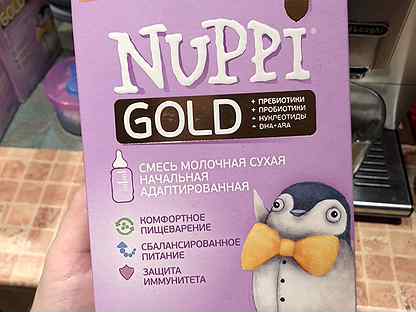 NUPPI
GOLD
+ ПРЕБИОТИКИ
+ ПРОБИОТИКИ
+ НУКЛЕОТИДЫ
+ DHA+ARA
СМЕСЬ МОЛОЧНАЯ СУХАЯ
НАЧАЛЬНАЯ
АДАПТИРОВАННАЯ
КОМФОРТНОЕ
ПИЩЕВАРЕНИЕ
СБАЛАНСИРОВАННОЕ
ПИТАНИЕ
ЗАЩИТА
ИММУНИТЕТА